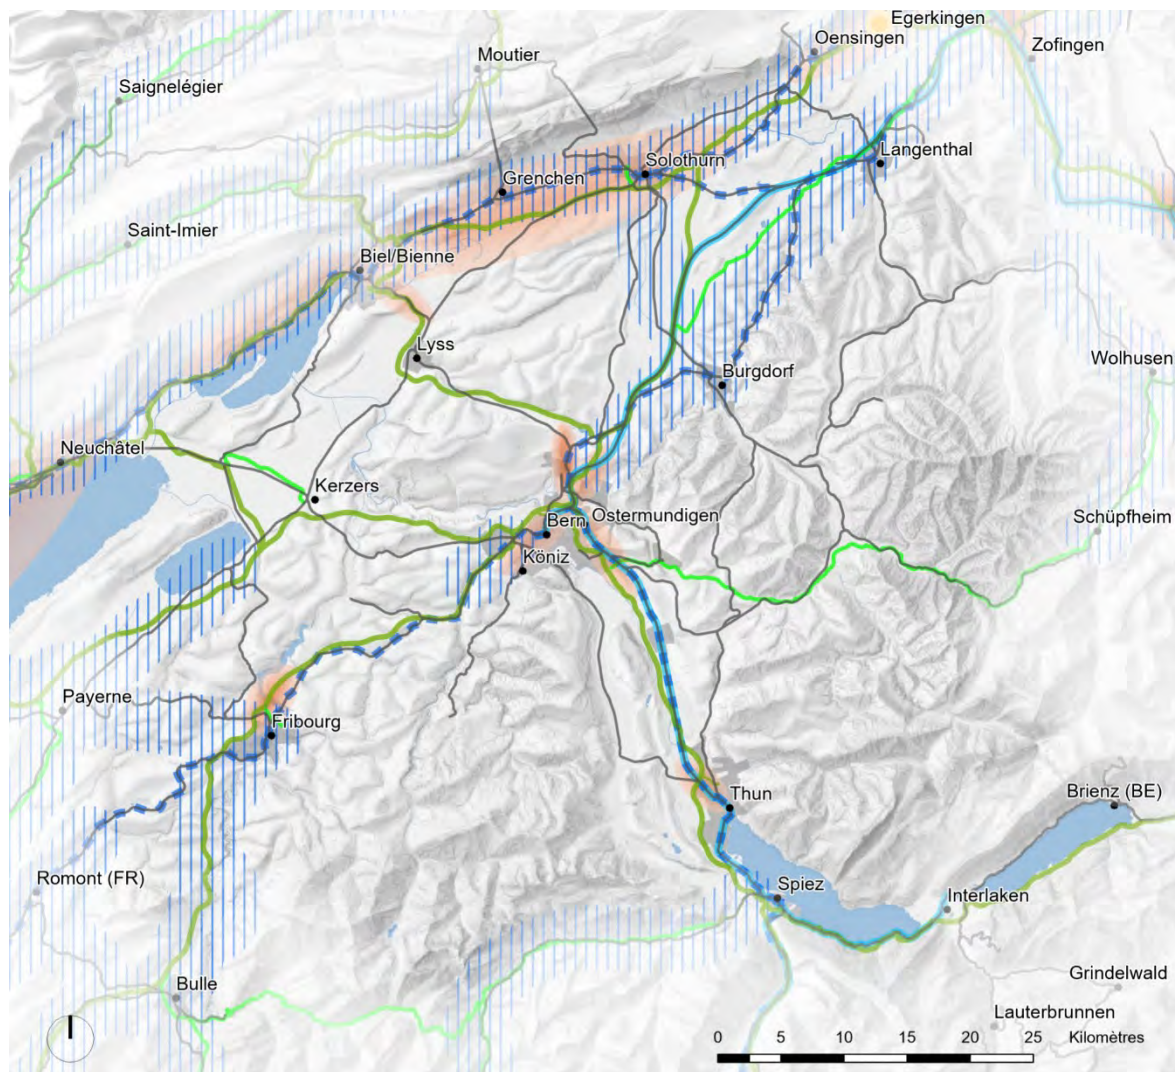 Egerkingen
Oensingen
Zofingen
Moutier
Saignelégier
Langenthal
Solothurn
Grenchen
Saint-Imier
Biel/Bienne
Lyss
Wolhusen
Burgdorf
Neuchâtel
Kerzers
Ostermundigen
Schüpfheim
Bern
Köniz
Payerne
Fribourg
Thun
Brienz (BE)
Romont (FR)
Spiez
Interlaken
Bulle
Grindelwald
Lauterbrunnen
0 5 10 15 20 25 Kilomètres